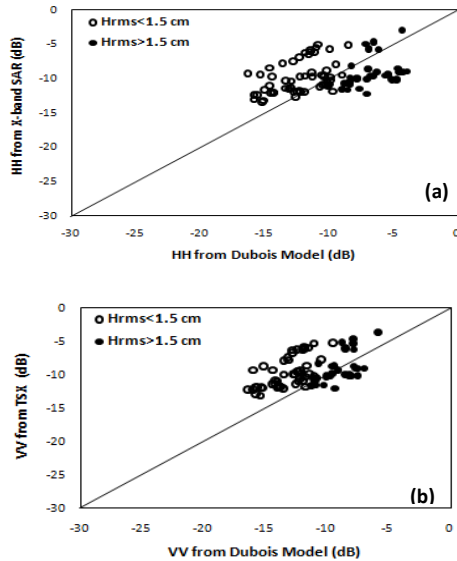 Hrms<1.5 cm
Hrms>1.5 cm
HH from X-band SAR (dB)
0
-5
-10
-15
-20
-25
-30
-30 -25 -20 -15 -10 -5 0
(a)
HH from Dubois Model (dB)
Hrms<1.5 cm
Hrms>1.5 cm
VV from TSX (dB)
0
-5
-10
-15
-20
-25
-30
-30 -25 -20 -15 -10 -5 0
(b)
VV from Dubois Model (dB)